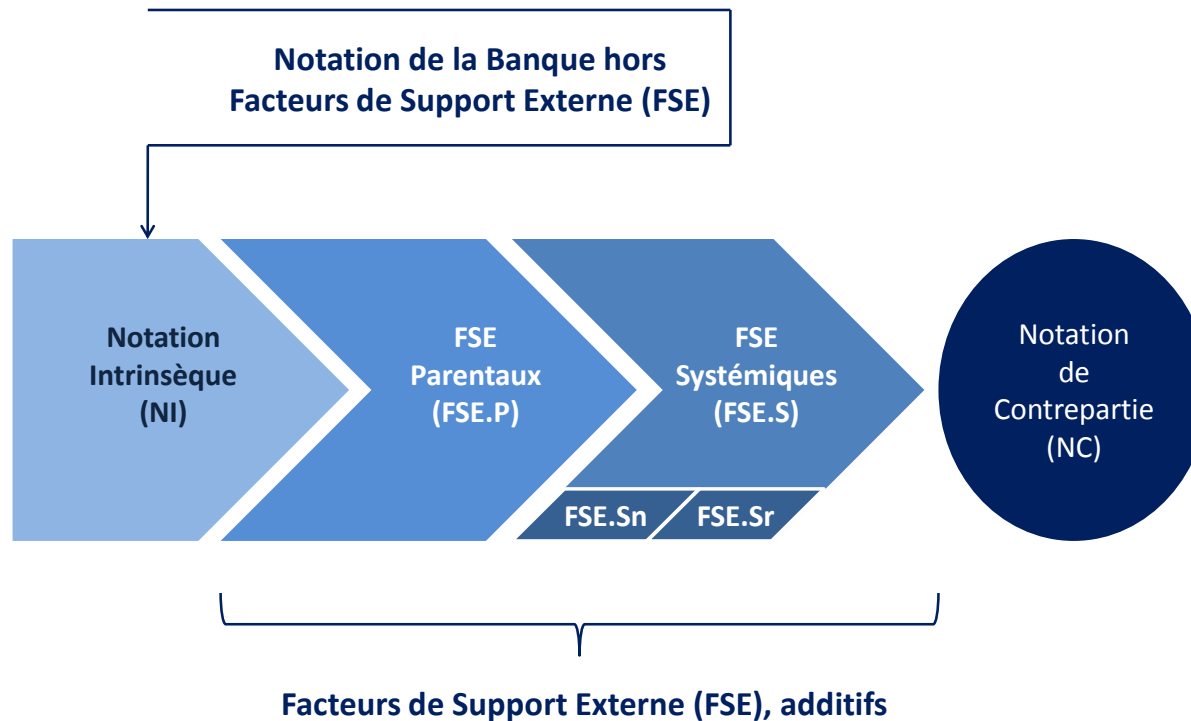 Notation de la Banque hors
Facteurs de Support Externe (FSE)
Notation
Intrinsèque
(NI)
FSE
Parentaux
(FSE.P)
FSE
Systémiques
(FSE.S)
FSE.Sn
FSE.Sr
Notation
de
Contrepartie
(NC)
Facteurs de Support Externe (FSE), additifs